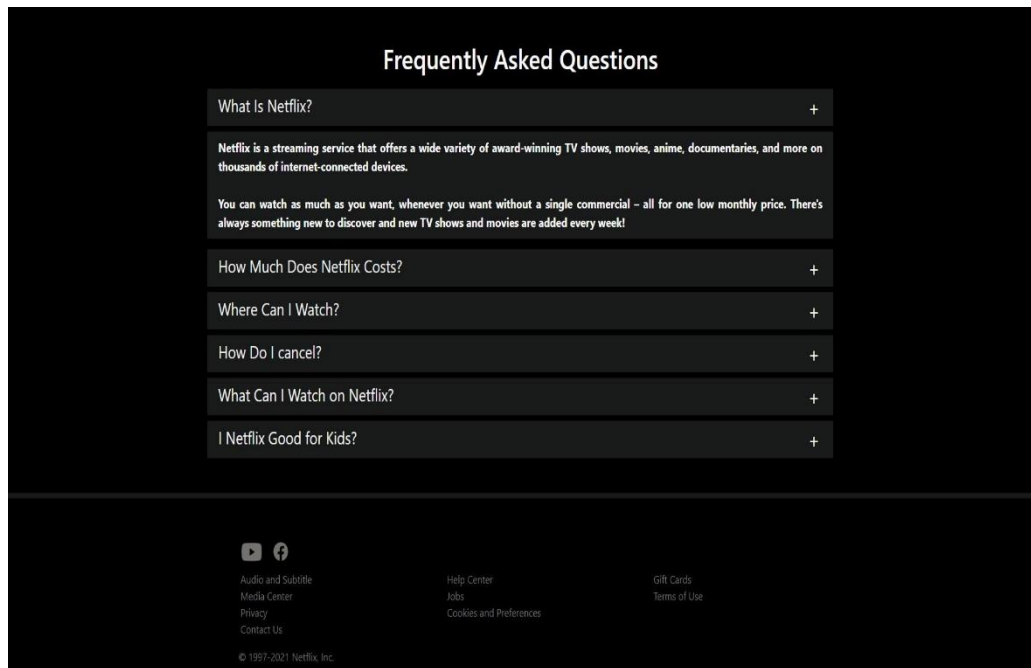 Frequently Asked Questions
What Is Netflix?
+
Netflix is a streaming service that offers a wide variety of award-winning TV shows, movies, anime, documentaries, and more on
thousands of internet-connected devices.
You can watch as much as you want, whenever you want without a single commercial – all for one low monthly price. There's
always something new to discover and new TV shows and movies are added every week!
How Much Does Netflix Costs?
+
Where Can I Watch?
+
How Do I cancel?
+
What Can I Watch on Netflix?
+
I Netflix Good for Kids?
+
Audio and Subtitle
Media Center
Privacy
Contact Us
Help Center
Jobs
Cookies and Preferences
Gift Cards
Terms of Use
© 1997-2021 Netflix, Inc.